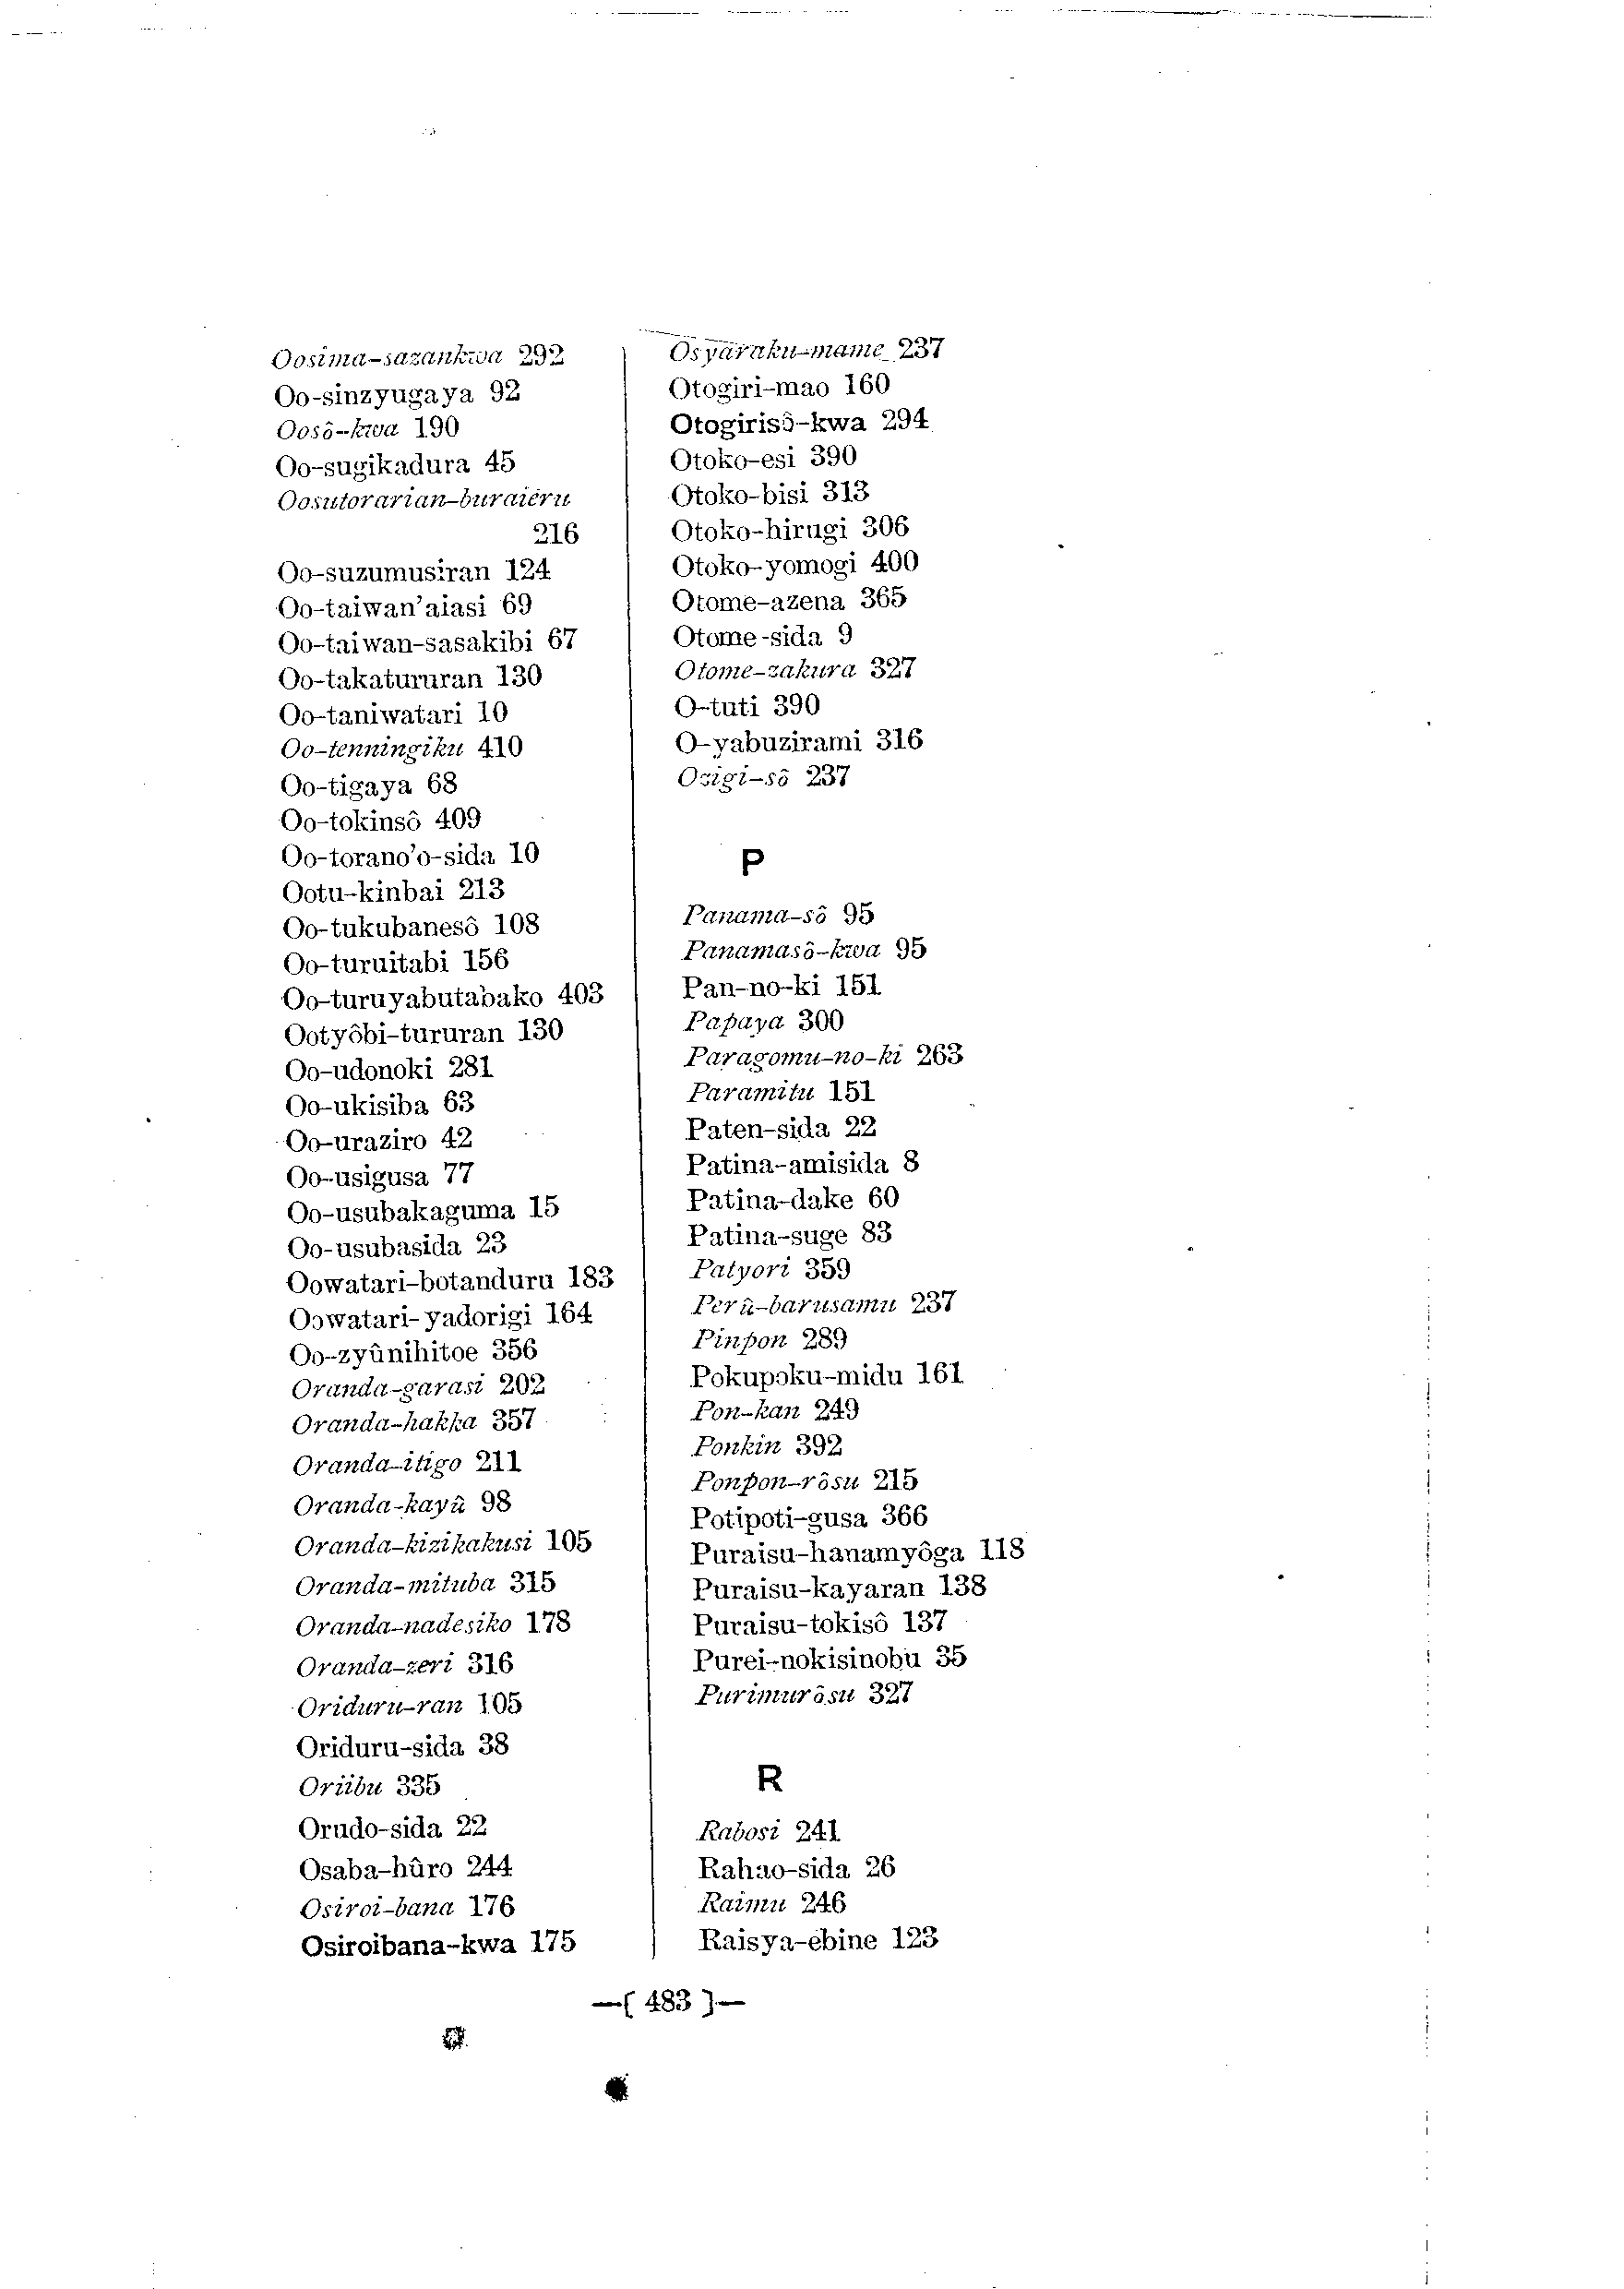 Oosima-sazankwa 292
Oo-sinzyugaya 92
Oosô-kwa 190
Oo-sugikadura 45
Oosutorarian-buraieru
216
Oo-suzumusiran 124
Oo-taiwan'aiasi 69
Oo-taiwan-sasakibi 67
Oo-takatururan 130
Oo-taniwatari 10
Oo-tenningiku 410
Oo-tigaya 68
Oo-tokinsô 409
Oo-torano'o-sida 10
Ootu-kinbai 213
Oo-tukubanesô 108
Oo-turuitabi 156
Oo-turuyabutabako 403
Ootyôbi-tururan 130
Oo-udonoki 281
Oo-ukisiba 63
Oo-uraziro 42
Oo-usigusa 77
Oo-usubakaguma 15
Oo-usubasida 23
Oowatari-botanduru 183
Oowatari-yadorigi 164
Oo-zyûnihitoe 356
Oranda-garasi 202
Oranda-hakka 357
Oranda-itigo 211
Oranda-kayû 98
Oranda-kizikakusi 105
Oranda-mituba 315
Oranda-nadesiko 178
Oranda-zeri 316
Oriduru-ran 105
Oriduru-sida 38
Oriibu 335
Orudo-sida 22
Osaba-hûro 244
Osiroi-bana 176
Osiroibana-kwa 175
Osyaraku-mame 237
Otogiri-mao 160
Otogirisô-kwa 294
Otoko-esi 390
Otoko-bisi 313
Otoko-hirugi 306
Otoko-yomogi 400
Otome-azena 365
Otome-sida 9
Otome-zakura 327
O-tuti 390
O-yabuzirami 316
Ozigi-sô 237
P
Panama-sô 95
Panamasô-kwa 95
Pan-no-ki 151
Papaya 300
Paragomu-no-ki 263
Paramitu 151
Paten-sida 22
Patina-amisida 8
Patina-dake 60
Patina-suge 83
Patyori 359
Perû-barusamu 237
Pinpon 289
Pokupoku-midu 161
Pon-kan 249
Ponkin 392
Ponpon-rôsu 215
Potipoti-gusa 366
Puraisu-hanamyôga 118
Puraisu-kayaran 138
Puraisu-tokisô 137
Purei-nokisinobu 35
Purimurôsu 327
R
Rabosi 241
Rahao-sida 26
Raimu 246
Raisya-ebine 123
—( 483 )—